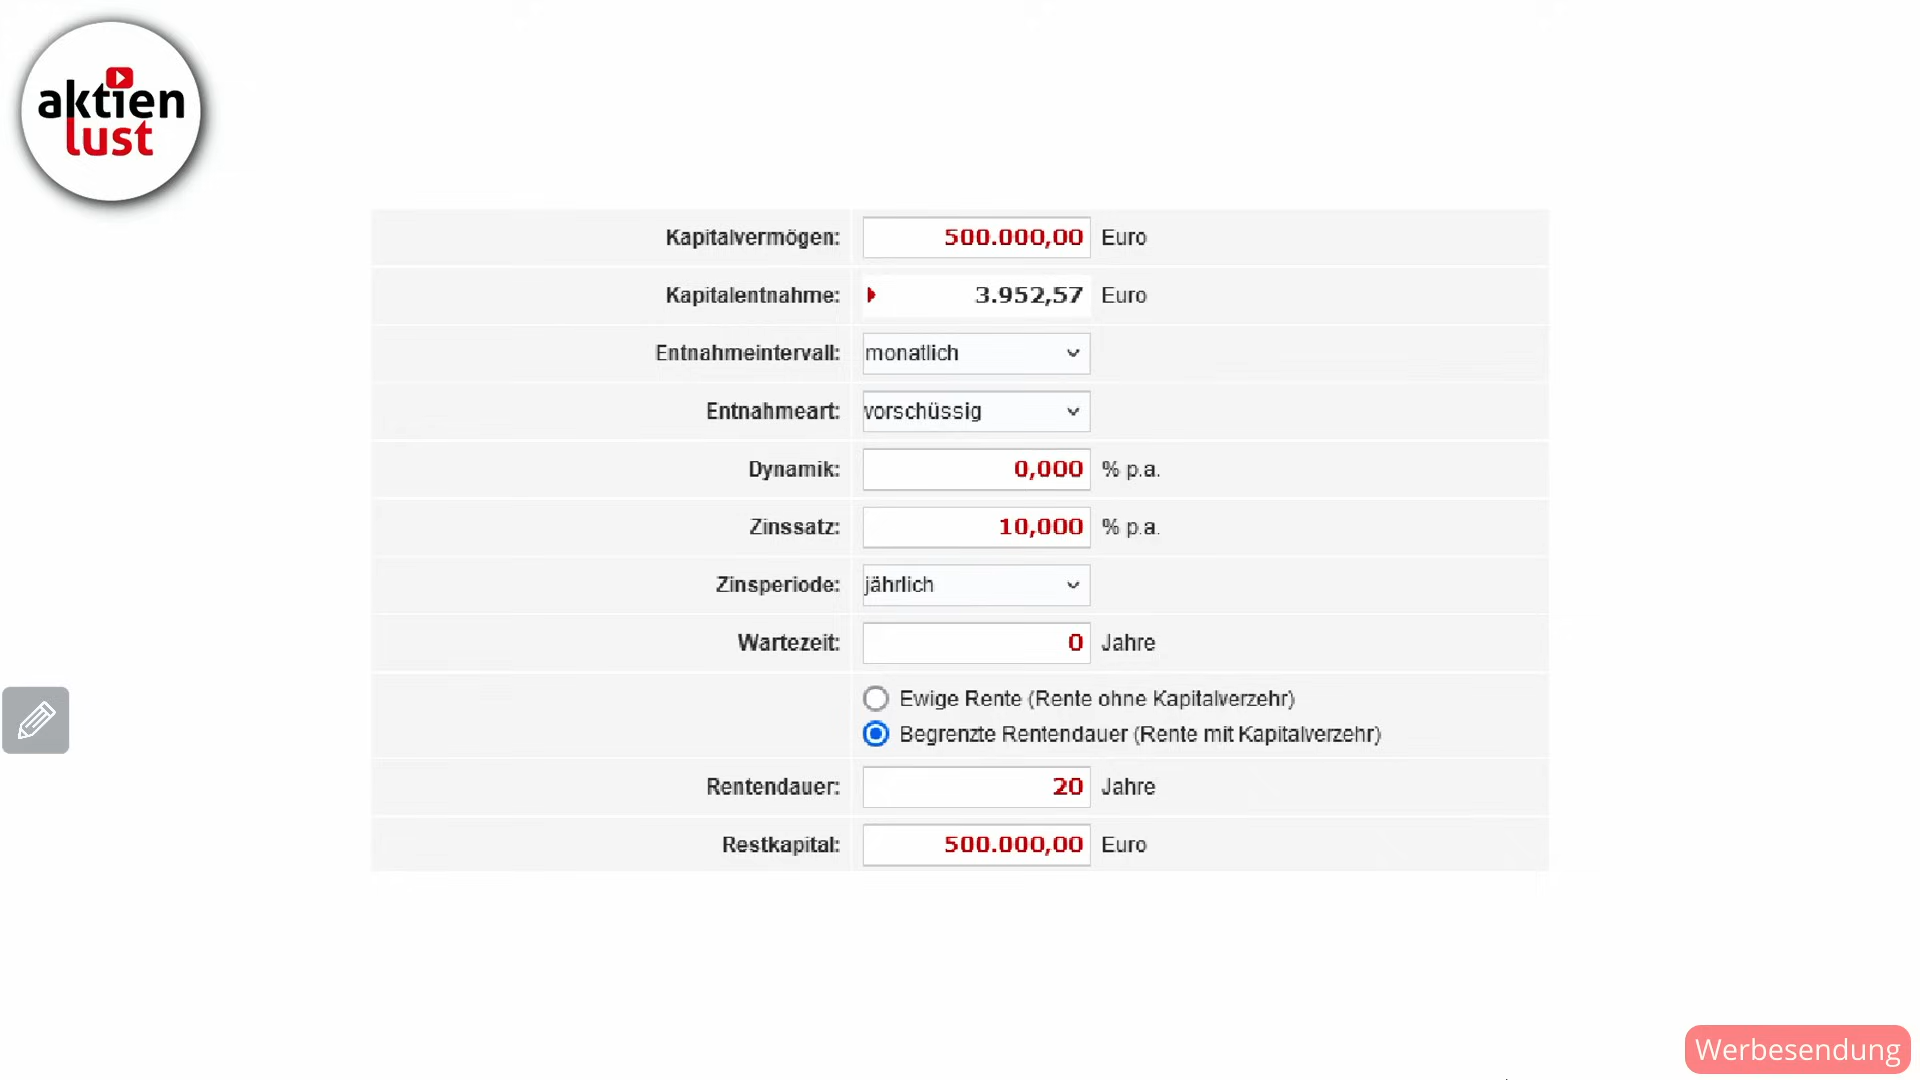 aktien
lust
Kapitalvermögen: 500.000,00 Euro
Kapitalentnahme: 3.952,57 Euro
Entnahmeintervall: monatlich
Entnahmeart: vorschüssig
Dynamik: 0,000 % p.a.
Zinssatz: 10,000 % p.a.
Zinsperiode: jährlich
Wartezeit: 0 Jahre
Ewige Rente (Rente ohne Kapitalverzehr)
Begrenzte Rentendauer (Rente mit Kapitalverzehr)
Rentendauer: 20 Jahre
Restkapital: 500.000,00 Euro
Werbesendung